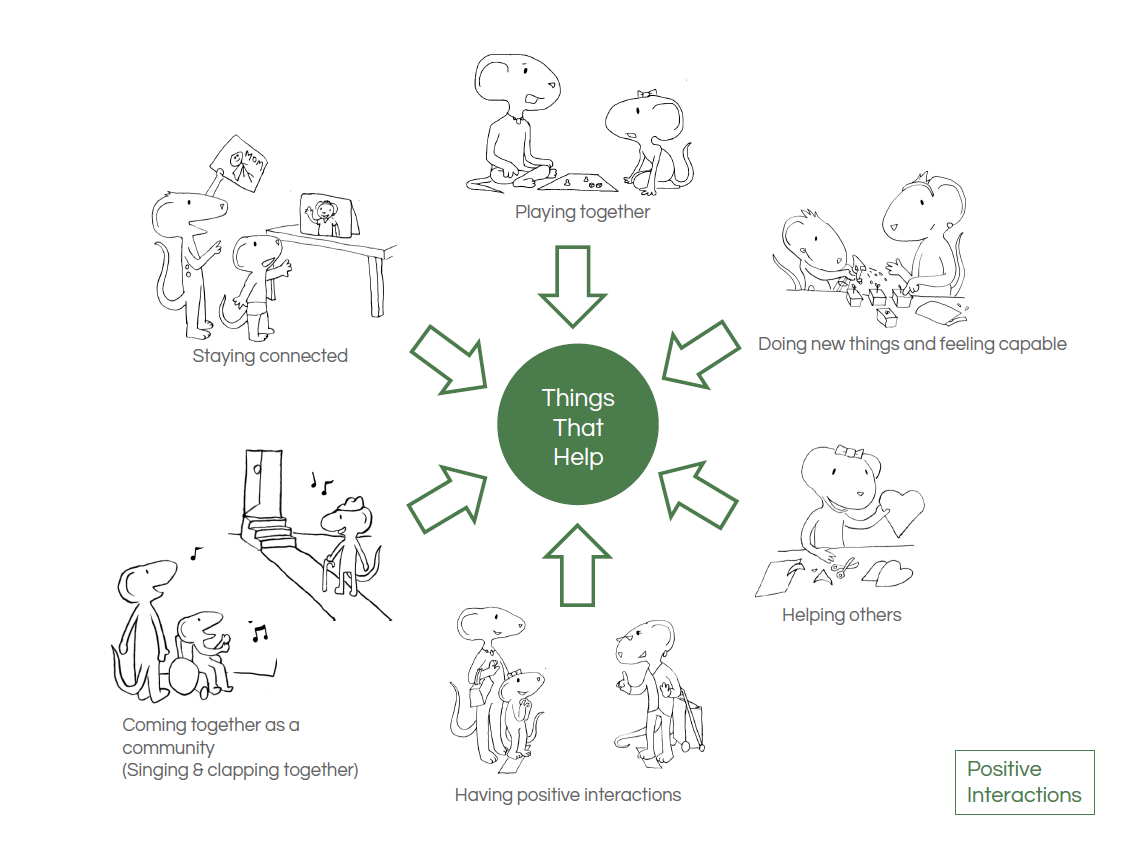 MOM
Playing together
Staying connected
Doing new things and feeling capable
Things
That
Help
Helping others
Coming together as a
community
(Singing & clapping together)
Having positive interactions
Positive
Interactions